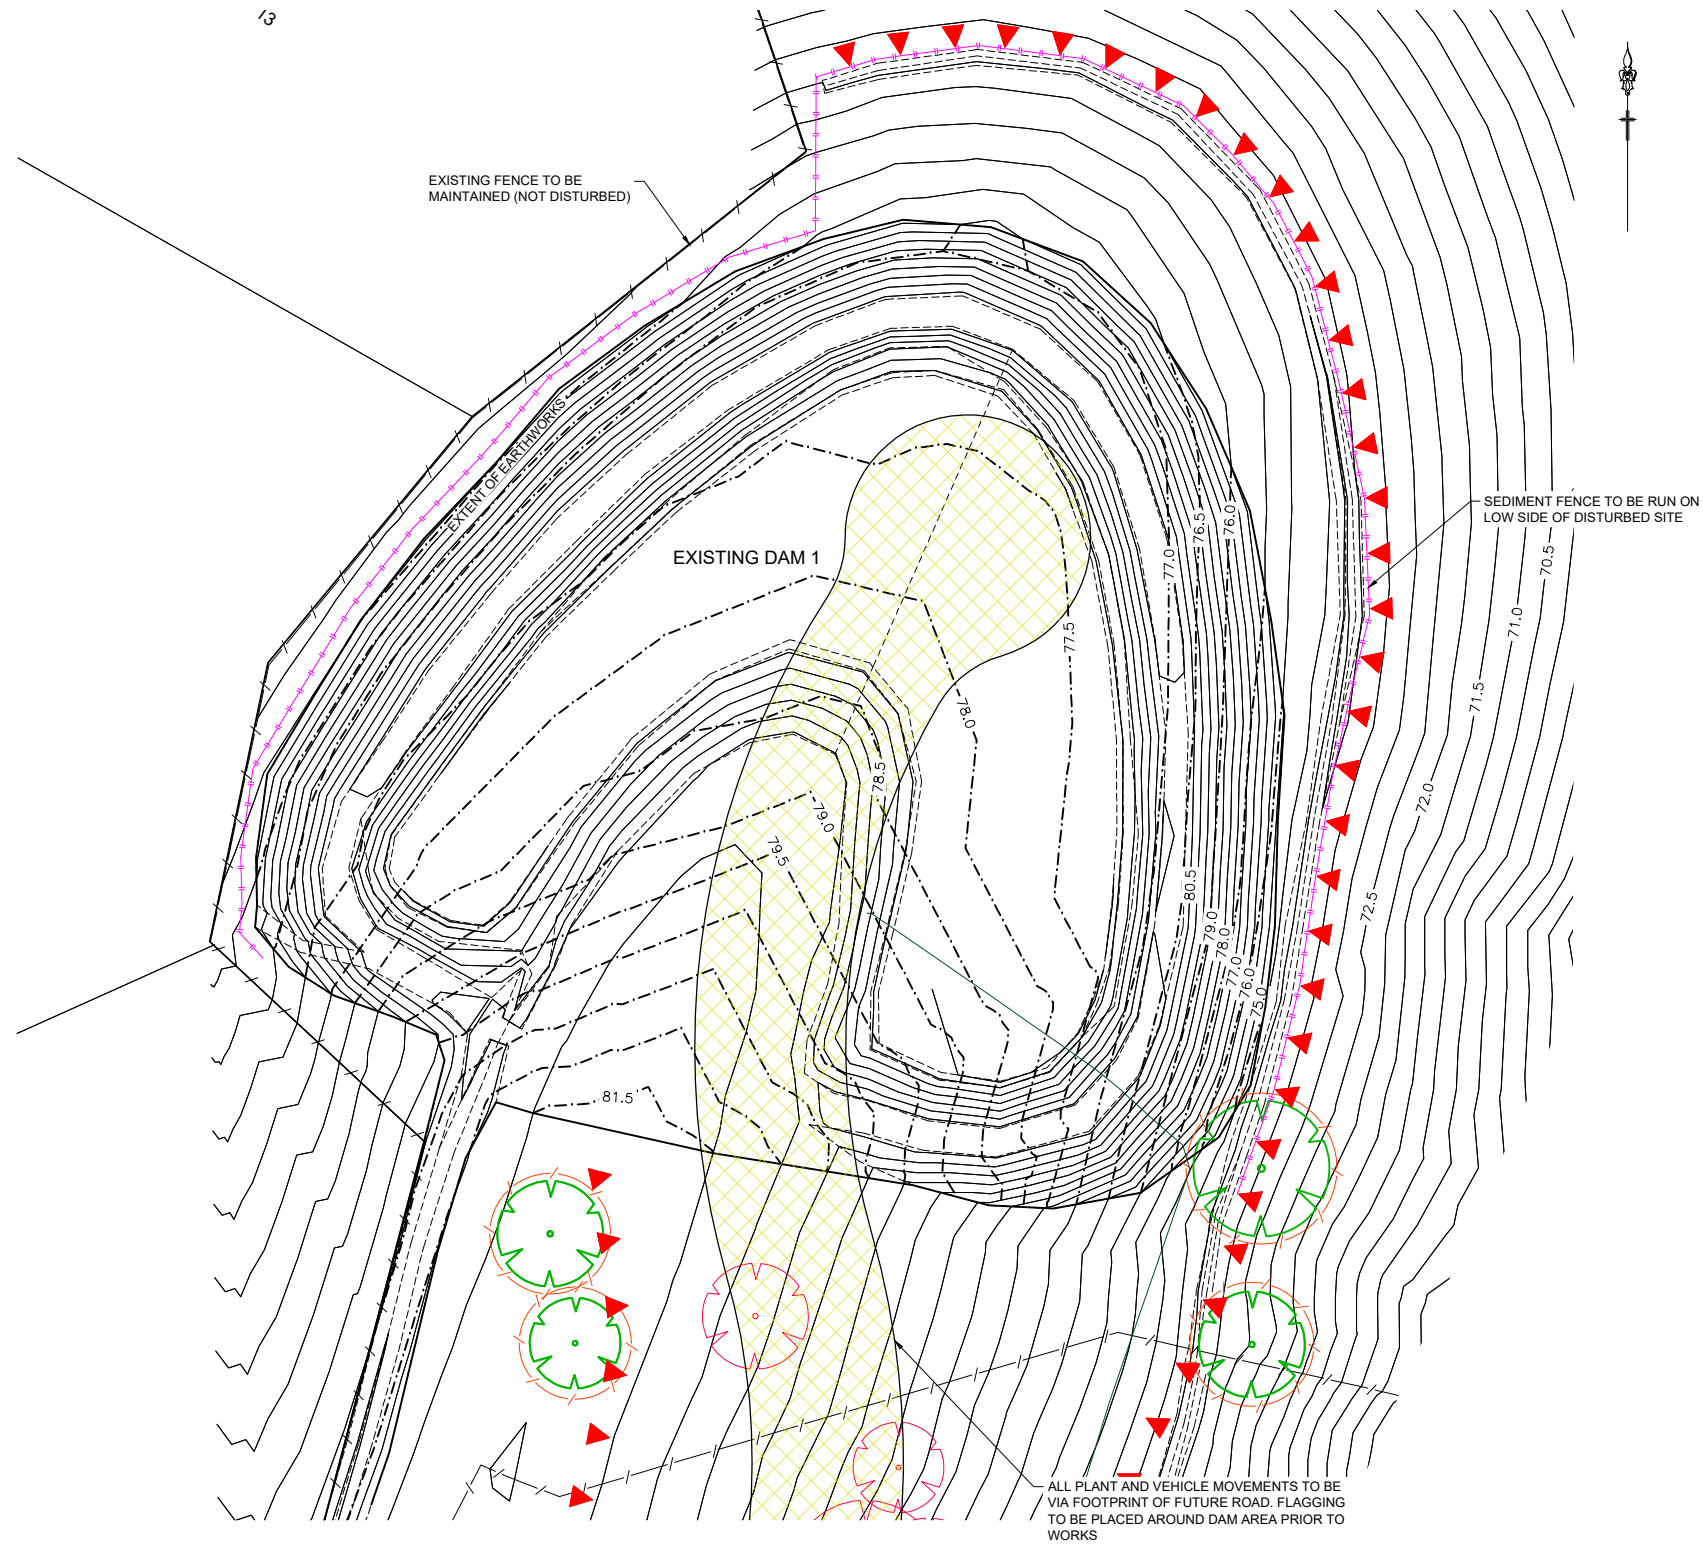 13
EXISTING FENCE TO BE
MAINTAINED (NOT DISTURBED)
EXTENT OF EARTHWORKS
EXISTING DAM 1
SEDIMENT FENCE TO BE RUN ON
LOW SIDE OF DISTURBED SITE
76.0
76.5
77.0
77.5
70.5
71.0
71.5
72.0
72.5
78.0
78.5
79.0
79.5
80.5
79.0
78.0
77.0
76.0
75.0
81.5
ALL PLANT AND VEHICLE MOVEMENTS TO BE
VIA FOOTPRINT OF FUTURE ROAD. FLAGGING
TO BE PLACED AROUND DAM AREA PRIOR TO
WORKS